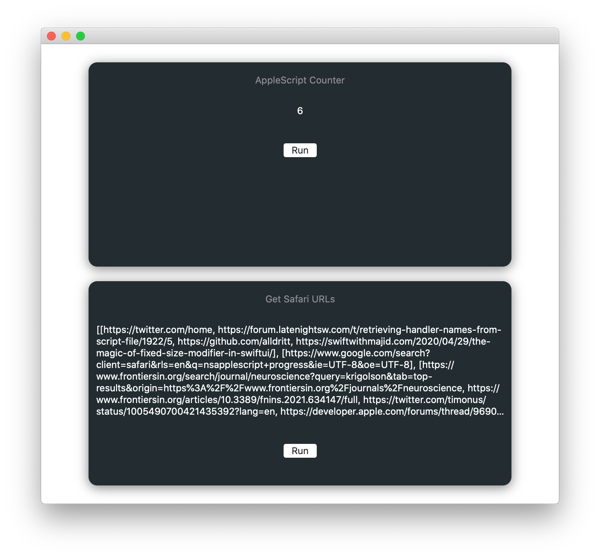 AppleScript Counter
6
Run
Get Safari URLs
[[https://twitter.com/home, https://forum.latenightsw.com/t/retrieving-handler-names-from-
script-file/1922/5, https://github.com/alldritt, https://swiftwithmajid.com/2020/04/29/the-
magic-of-fixed-size-modifier-in-swiftui/], [https://www.google.com/search?
client=safari&rls=en&q=nsapplescript+progress&ie=UTF-8&oe=UTF-8], [https://
www.frontiersin.org/search/journal/neuroscience?query=krigolson&tab=top-
results&origin=https%3A%2F%2Fwww.frontiersin.org%2Fjournals%2Fneuroscience, https://
www.frontiersin.org/articles/10.3389/fnins.2021.634147/full, https://twitter.com/timonus/
status/1005490700421435392?lang=en, https://developer.apple.com/forums/thread/9690...
Run